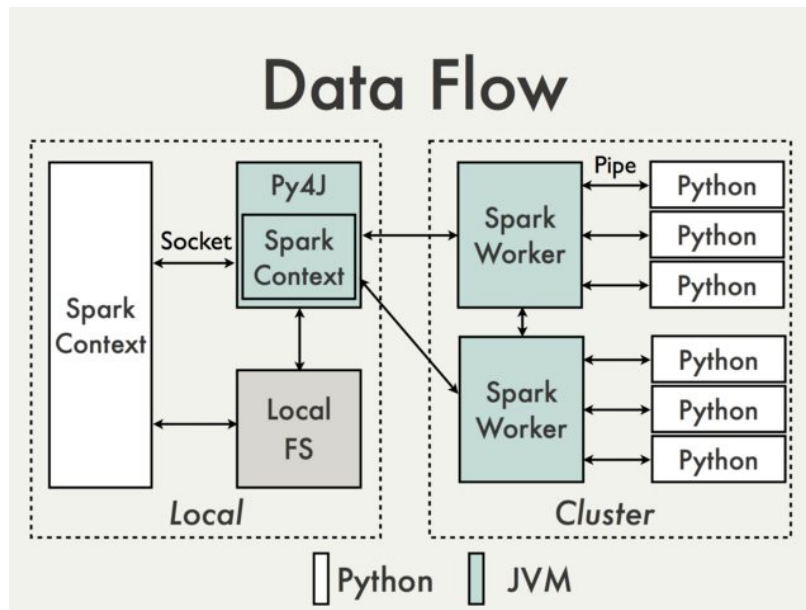 Data Flow
Spark
Context
Socket
Py4J
Spark
Context
Local
FS
Local
Spark
Worker
Pipe
Python
Python
Python
Spark
Worker
Python
Python
Python
Cluster
Python
JVM